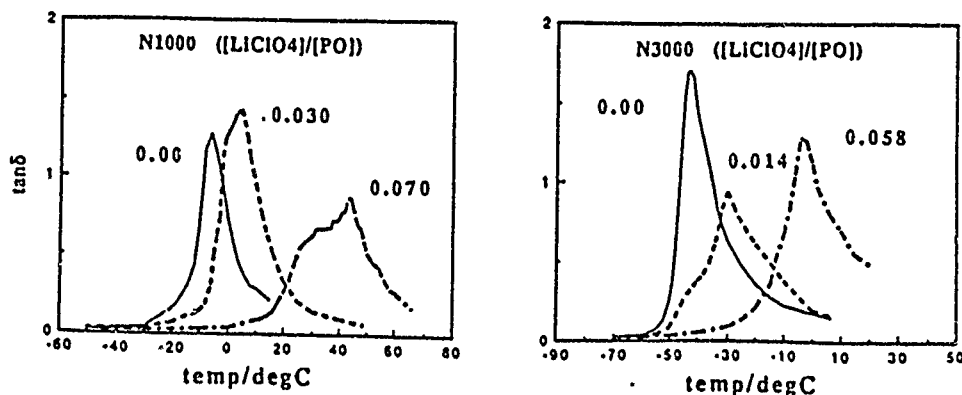 2
N1000 ([LiClO4]/[PO])
0.00
.0.030
0.070
1
tanδ
0
-60 -40 -20 0 20 40 60 80
temp/degC
2
N3000 ([LiClO4]/[PO])
0.00
0.014
0.058
1
0
-90 -70 -50 -30 -10 10 30 50
temp/degC